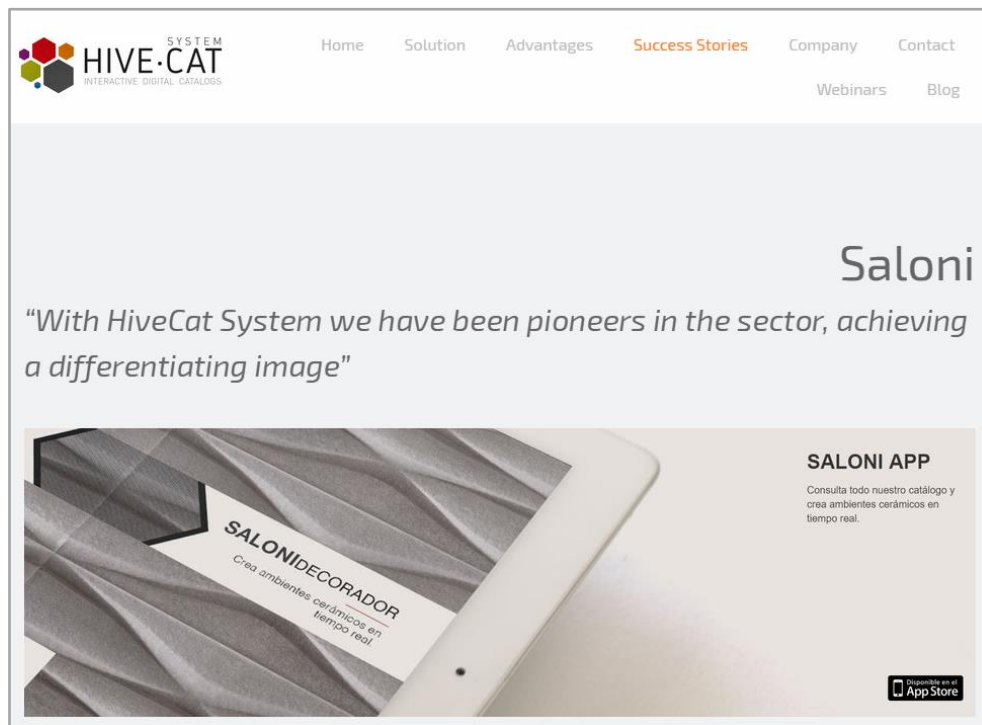 SYSTEM
HIVE·CAT
INTERACTIVE DIGITAL CATALOGS
Home Solution Advantages Success Stories Company Contact
Webinars Blog
Saloni
“With HiveCat System we have been pioneers in the sector, achieving
a differentiating image”
SALONIDECORADOR
Crea ambientes cerámicos en
tiempo real.
SALONI APP
Consulta todo nuestro catálogo y
crea ambientes cerámicos en
tiempo real.
Disponible en el
App Store